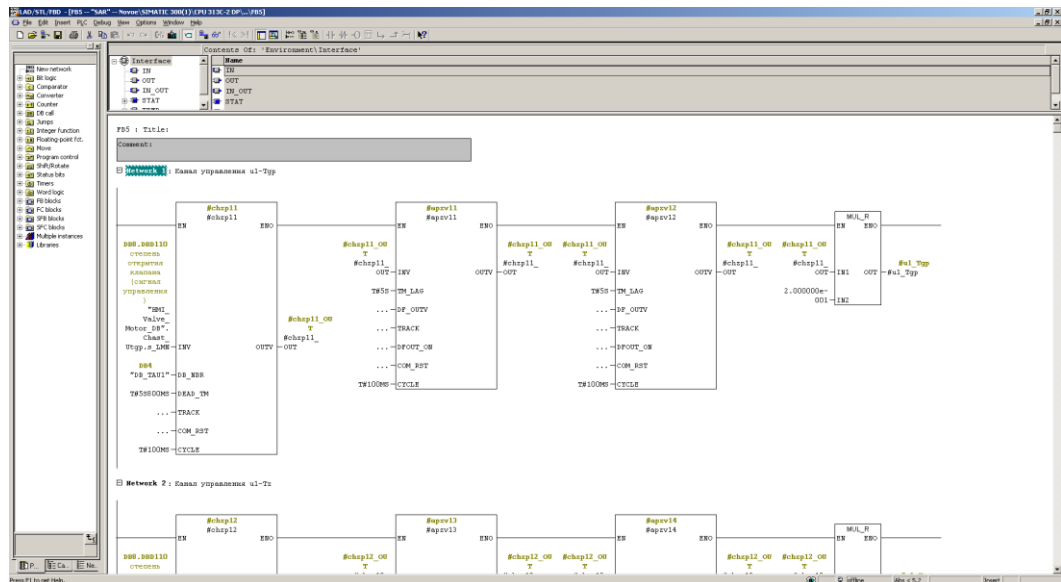 LAD/STL/FBD - [FB5 -- "SAR" -- Novoe\SIMATIC 300(1)\CPU 313C-2 DP\...\FB5]
File Edit Insert PLC Debug View Options Window Help
Contents Of: 'Environment\Interface'
Interface
IN
OUT
IN_OUT
STAT
TEMP
Name
IN
OUT
IN_OUT
STAT
New network
Bit logic
Comparator
Converter
Counter
DB call
Jumps
Integer function
Floating-point fct.
Move
Program control
Shift/Rotate
Status bits
Timers
Word logic
FB blocks
FC blocks
SFB blocks
SFC blocks
Multiple instances
Libraries
P...
Ca..
Ne..
FB5 : Title:
Comment:
Network 1 : Канал управления u1-Tgp
#chzp11
#chzp11
EN ENO
DB8.DBD110
степень
открытия
клапана
(сигнал
управления
)
"HMI_
Valve_
Motor_DB".
Chast_
Utgp.s_LMN
INV
OUTV
#chzp11_OU
T
#chzp11_
OUT
DB4
"DB_TAU1"
DB_NBR
T#5S800MS
DEAD_TM
...
TRACK
...
COM_RST
T#100MS
CYCLE
#apzv11
#apzv11
EN ENO
#chzp11_OU
T
#chzp11_
OUT
INV
OUTV
#chzp11_OU
T
#chzp11_
OUT
T#5S
TM_LAG
...
DF_OUTV
...
TRACK
...
DFOUT_ON
...
COM_RST
T#100MS
CYCLE
#apzv12
#apzv12
EN ENO
#chzp11_OU
T
#chzp11_
OUT
INV
OUTV
#chzp11_OU
T
#chzp11_
OUT
T#5S
TM_LAG
...
DF_OUTV
...
TRACK
...
DFOUT_ON
...
COM_RST
T#100MS
CYCLE
MUL_R
EN ENO
#chzp11_OU
T
#chzp11_
OUT
IN1
OUT
#u1_Tgp
#u1_Tgp
2.000000e-
001
IN2
Network 2 : Канал управления u1-Tz
#chzp12
#chzp12
EN ENO
DB8.DBD110
степень
#apzv13
#apzv13
EN ENO
#chzp12_OU
T
#chzp12_OU
T
#apzv14
#apzv14
EN ENO
#chzp12_OU
T
#chzp12_OU
T
MUL_R
EN ENO
Press F1 to get Help.
offline
Abs < 5.2
Insert